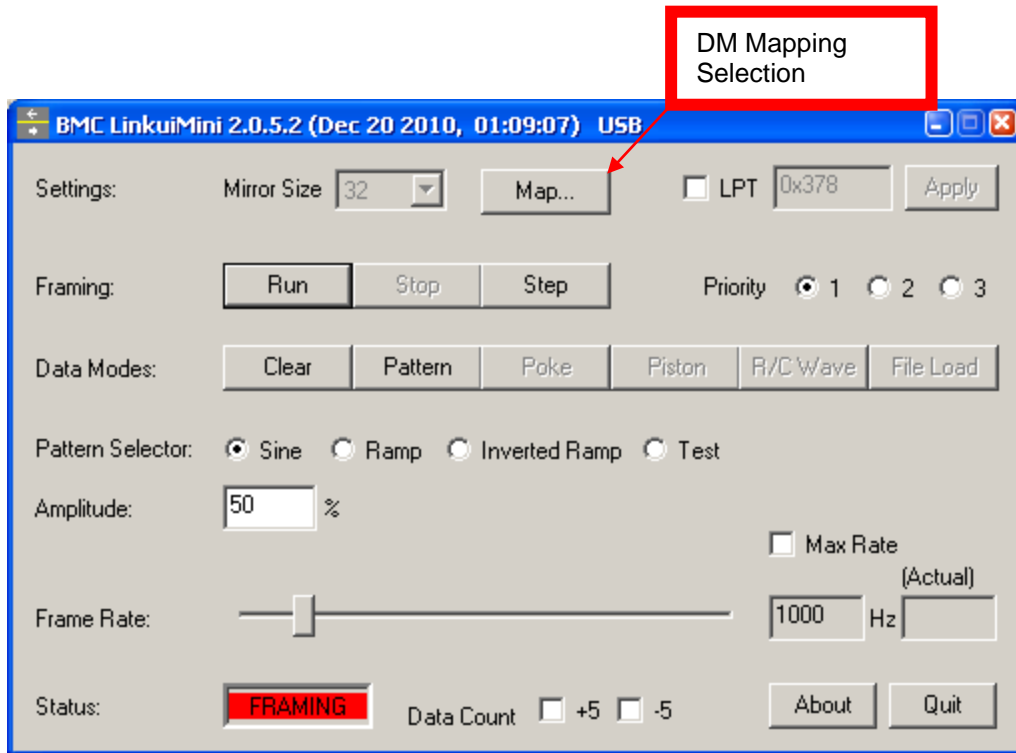 DM Mapping
Selection
BMC LinkuiMini 2.0.5.2 (Dec 20 2010, 01:09:07) USB
Settings: Mirror Size 32 Map... LPT 0x378 Apply
Framing: Run Stop Step Priority 1 2 3
Data Modes: Clear Pattern Poke Piston R/C Wave File Load
Pattern Selector: Sine Ramp Inverted Ramp Test
Amplitude: 50 %
Max Rate
(Actual)
Frame Rate: 1000 Hz
Status: FRAMING Data Count +5 -5 About Quit